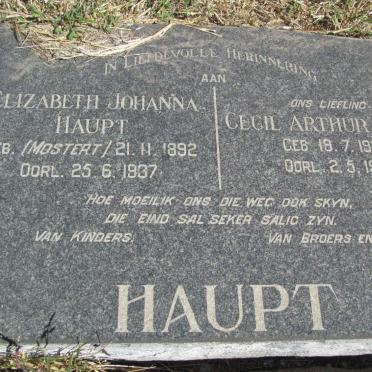 IN LIEFDEVOLLE HERINNERING
AAN
ELIZABETH JOHANNA
HAUPT
GEB. (MOSTERT) 21.11.1892
OORL. 25.6.1937
ONS LIEFLING
CECIL ARTHUR
GEB 18.7.19
OORL. 2.5.19
HOE MOEILIK ONS DIE WEG OOK SKYN,
DIE EIND SAL SEKER SALIG ZYN.
VAN KINDERS.
VAN BROERS EN
HAUPT